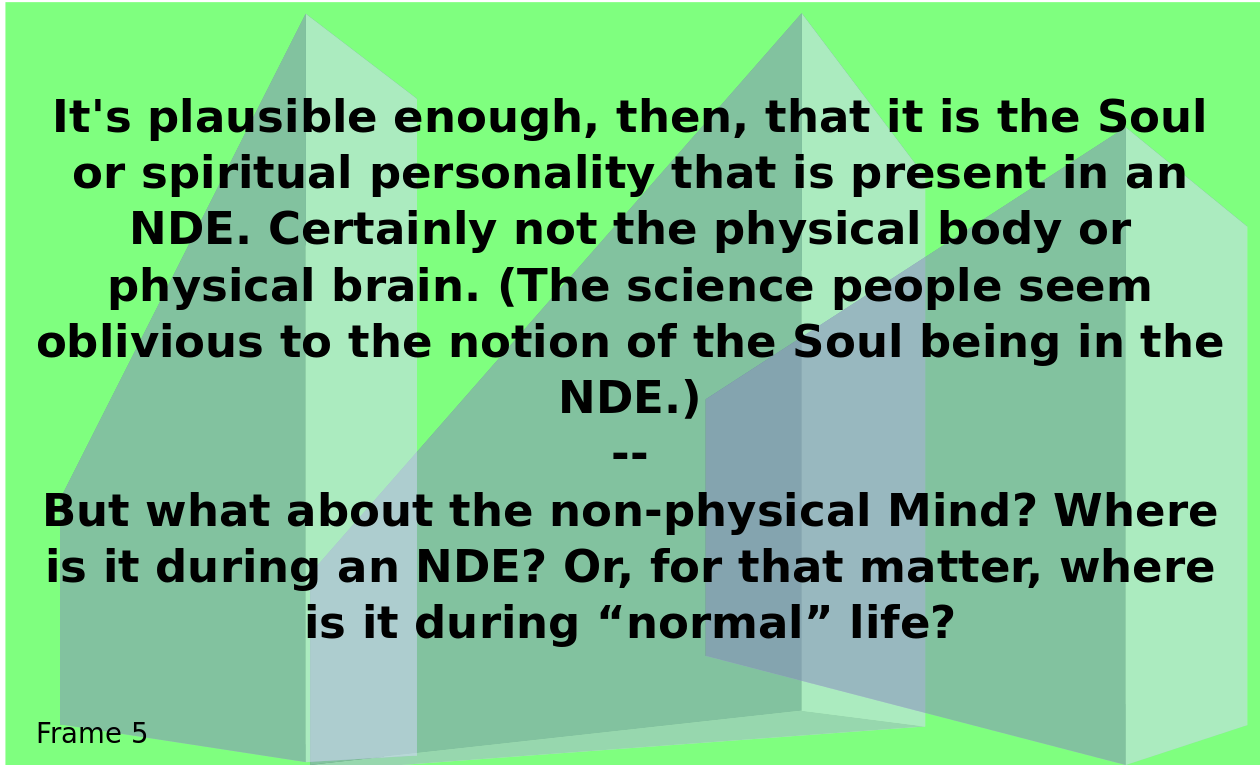 It's plausible enough, then, that it is the Soul
or spiritual personality that is present in an
NDE. Certainly not the physical body or
physical brain. (The science people seem
oblivious to the notion of the Soul being in the
NDE.)
--
But what about the non-physical Mind? Where
is it during an NDE? Or, for that matter, where
is it during “normal” life?
Frame 5